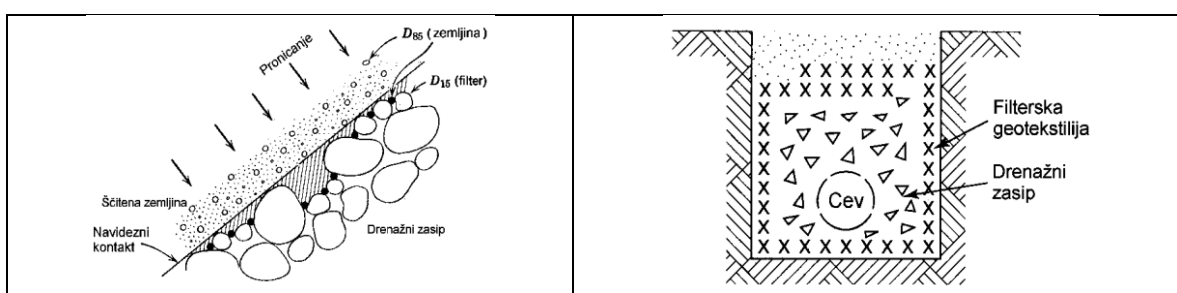 D₈₅ (zemljina)
Pronicanje
D₁₅ (filter)
Ščitena zemljina
Navidezni
kontakt
Drenažni zasip
X X X X X X X
X X X X X X X X
Filterska
geotekstilija
Drenažni
zasip
Cev
X X X X X X X X X